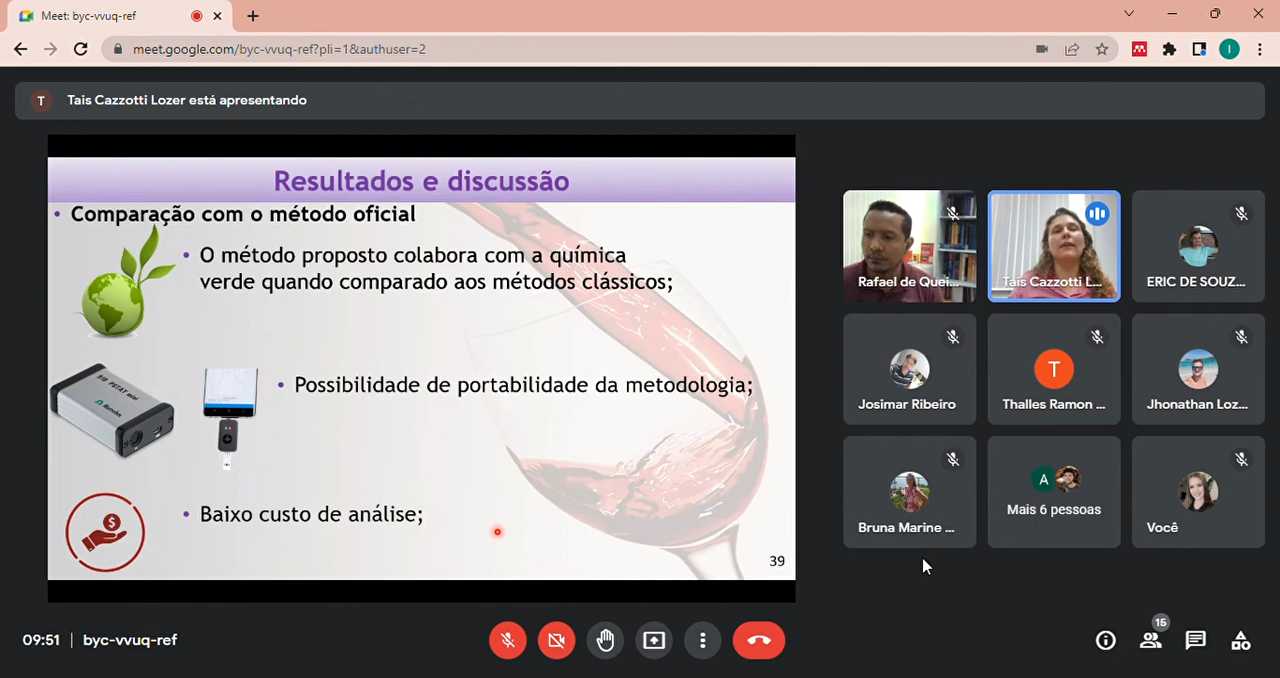 Meet: byc-vvuq-ref
meet.google.com/byc-vvuq-ref?pli=1&authuser=2
I
T
Tais Cazzotti Lozer está apresentando
Resultados e discussão
• Comparação com o método oficial
• O método proposto colabora com a química
verde quando comparado aos métodos clássicos;
• Possibilidade de portabilidade da metodologia;
• Baixo custo de análise;
$
39
Rafael de Quei...
Tais Cazzotti L...
ERIC DE SOUZ...
Josimar Ribeiro
T
Thalles Ramon ...
Jhonathan Loz...
Bruna Marine ...
A
Mais 6 pessoas
Você
09:51 | byc-vvuq-ref
15